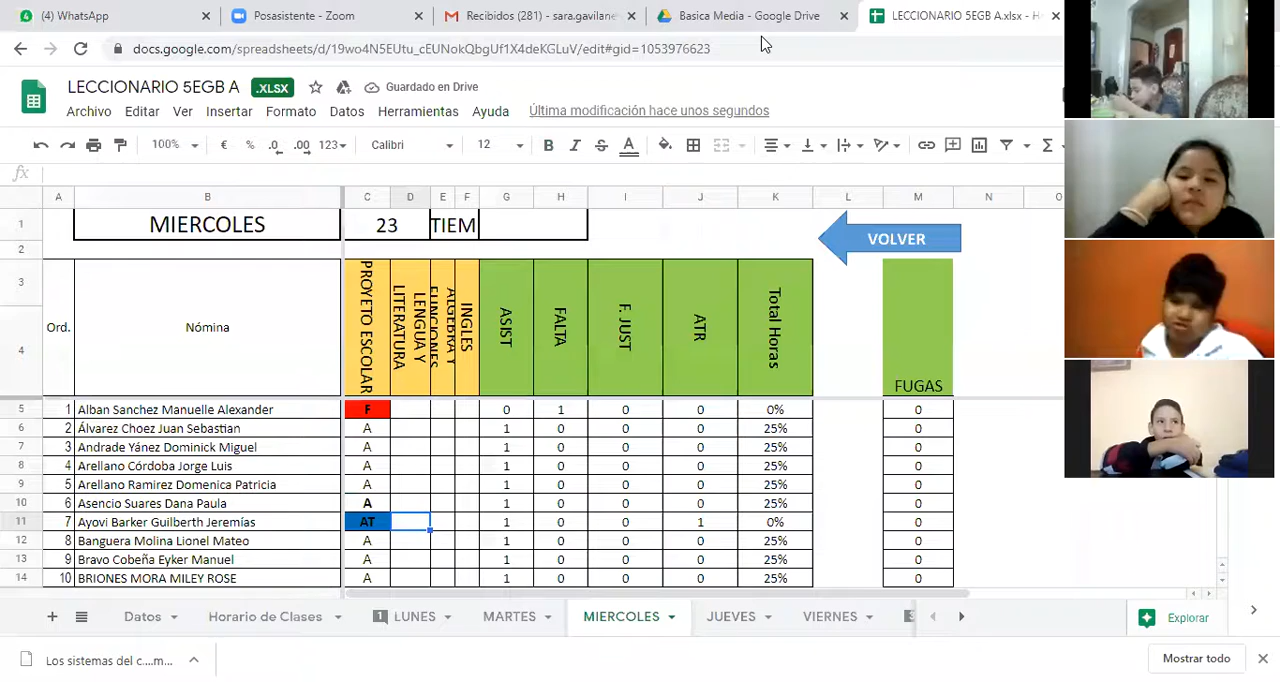 (4) WhatsApp Posasistente - Zoom Recibidos (281) - sara.gavilane Basica Media - Google Drive LECCIONARIO 5EGB A.xlsx - Ho
docs.google.com/spreadsheets/d/19wo4N5EUtu_cEUNokQbgUf1X4deKGLuV/edit#gid=1053976623
LECCIONARIO 5EGB A .XLSX Guardado en Drive
Archivo Editar Ver Insertar Formato Datos Herramientas Ayuda Última modificación hace unos segundos
100% € % .0 .00 123 Calibri 12 B I S A Σ
fx
A B C D E F G H I J K L M N O
1 MIERCOLES 23 TIEM VOLVER
2
3
4 Ord. Nómina PROYETO ESCOLAR LENGUA Y LITERATURA INGLES ASSIST FALTA F. JUST ATR Total Horas FUGAS
5 1 Alban Sanchez Manuelle Alexander F 0 1 0 0 0% 0
6 2 Álvarez Choez Juan Sebastian A 1 0 0 0 25% 0
7 3 Andrade Yánez Dominick Miguel A 1 0 0 0 25% 0
8 4 Arellano Córdoba Jorge Luis A 1 0 0 0 25% 0
9 5 Arellano Ramirez Domenica Patricia A 1 0 0 0 25% 0
10 6 Asencio Suares Dana Paula A 1 0 0 0 25% 0
11 7 Ayovi Barker Guilberth Jeremías AT 1 0 0 1 0% 0
12 8 Banguera Molina Lionel Mateo A 1 0 0 0 25% 0
13 9 Bravo Cobeña Eyker Manuel A 1 0 0 0 25% 0
14 10 BRIONES MORA MILEY ROSE A 1 0 0 0 25% 0
Datos Horario de Clases 1 LUNES MARTES MIERCOLES JUEVES VIERNES Explorar
Los sistemas del c....m... Mostrar todo